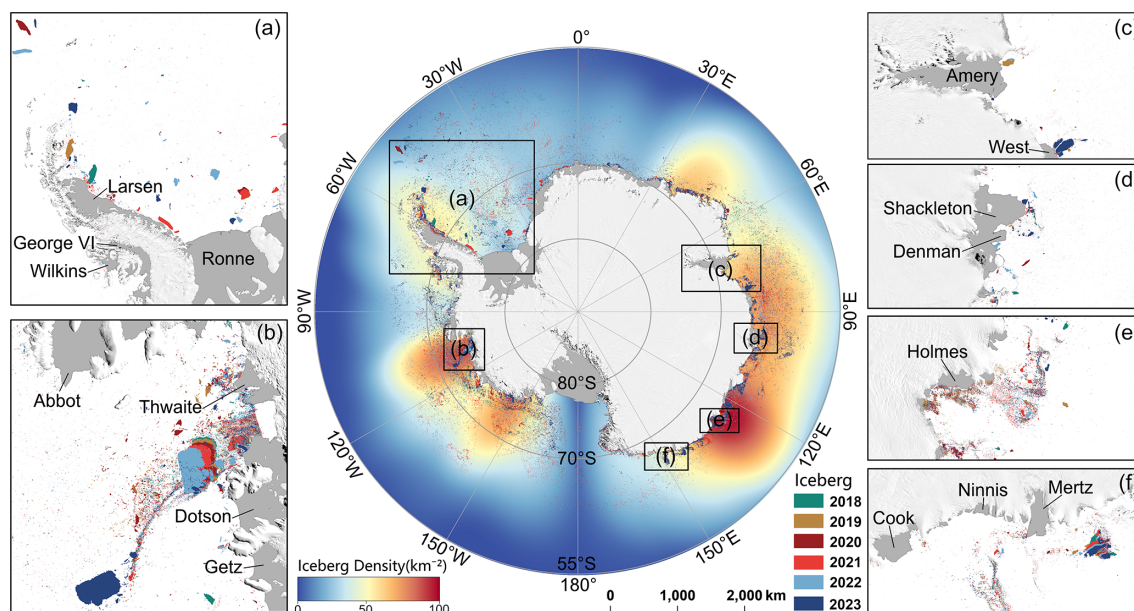 (a)
Larsen
George VI
Wilkins
Ronne
(b)
Abbot
Thwaite
Dotson
Getz
0°
30°W
30°E
60°W
60°E
90°W
90°E
120°W
120°E
150°W
150°E
180°
80°S
70°S
55°S
(a)
(b)
(c)
(d)
(e)
(f)
Iceberg Density(km⁻²)
0 50 100
0 1,000 2,000 km
Iceberg
2018
2019
2020
2021
2022
2023
(c)
Amery
West
(d)
Shackleton
Denman
(e)
Holmes
(f)
Ninnis
Mertz
Cook